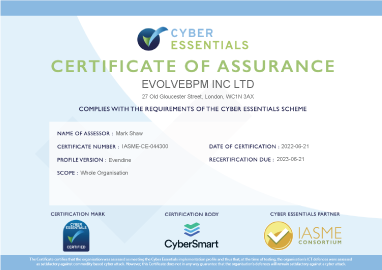 CYBER
ESSENTIALS
CERTIFICATE OF ASSURANCE
EVOLVEBPM INC LTD
27 Old Gloucester Street, London, WC1N 3AX
COMPLIES WITH THE REQUIREMENTS OF THE CYBER ESSENTIALS SCHEME
NAME OF ASSESSOR : Mark Shaw
CERTIFICATE NUMBER : IASME-CE-044300
DATE OF CERTIFICATION : 2022-06-21
PROFILE VERSION : Evendine
RECERTIFICATION DUE : 2023-06-21
SCOPE : Whole Organisation
CERTIFICATION MARK
CERTIFICATION BODY
CYBER ESSENTIALS PARTNER
CYBER
ESSENTIALS
CERTIFIED
CyberSmart
IASME
CONSORTIUM